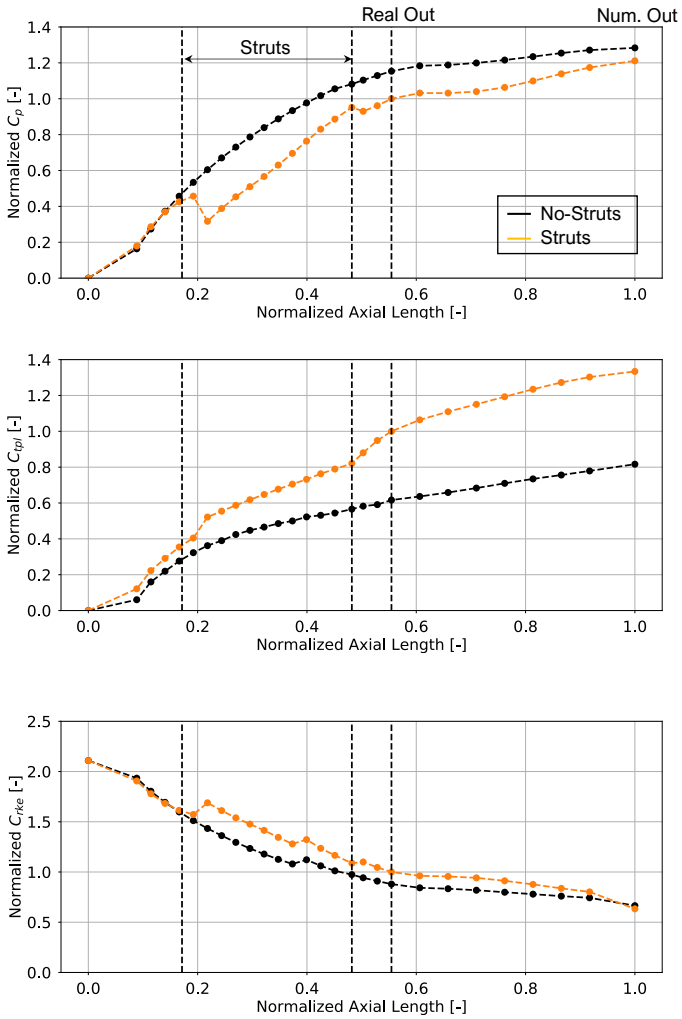 Real Out
Num. Out
Struts
1.4
1.2
1.0
0.8
0.6
0.4
0.2
0.0
Normalized Cp [-]
No-Struts
Struts
0.0 0.2 0.4 0.6 0.8 1.0
Normalized Axial Length [-]
1.4
1.2
1.0
0.8
0.6
0.4
0.2
0.0
Normalized Ctpl [-]
0.0 0.2 0.4 0.6 0.8 1.0
Normalized Axial Length [-]
2.5
2.0
1.5
1.0
0.5
0.0
Normalized Crke [-]
0.0 0.2 0.4 0.6 0.8 1.0
Normalized Axial Length [-]